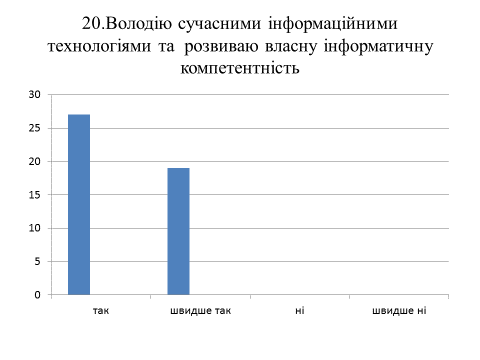 20.Володію сучасними інформаційними
технологіями та розвиваю власну інформатичну
компетентність
30
25
20
15
10
5
0
так швидше так ні швидше ні